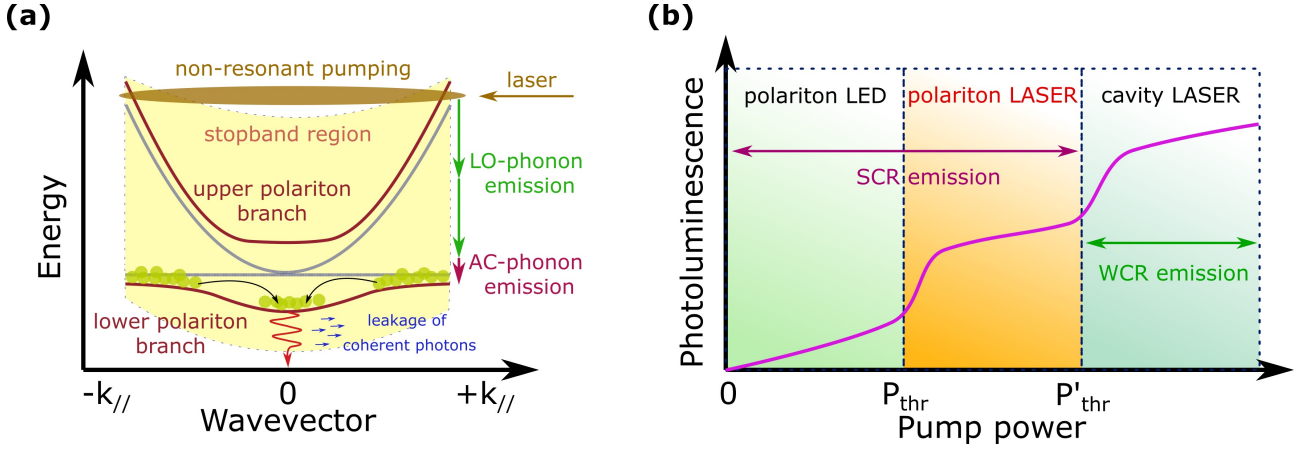 (a)
non-resonant pumping
laser
stopband region
LO-phonon
emission
upper polariton
branch
Energy
AC-phonon
emission
lower polariton
branch
leakage of
coherent photons
-k//
0
+k//
Wavevector
(b)
polariton LED
polariton LASER
cavity LASER
SCR emission
WCR emission
Photoluminescence
0
Pthr
P'thr
Pump power